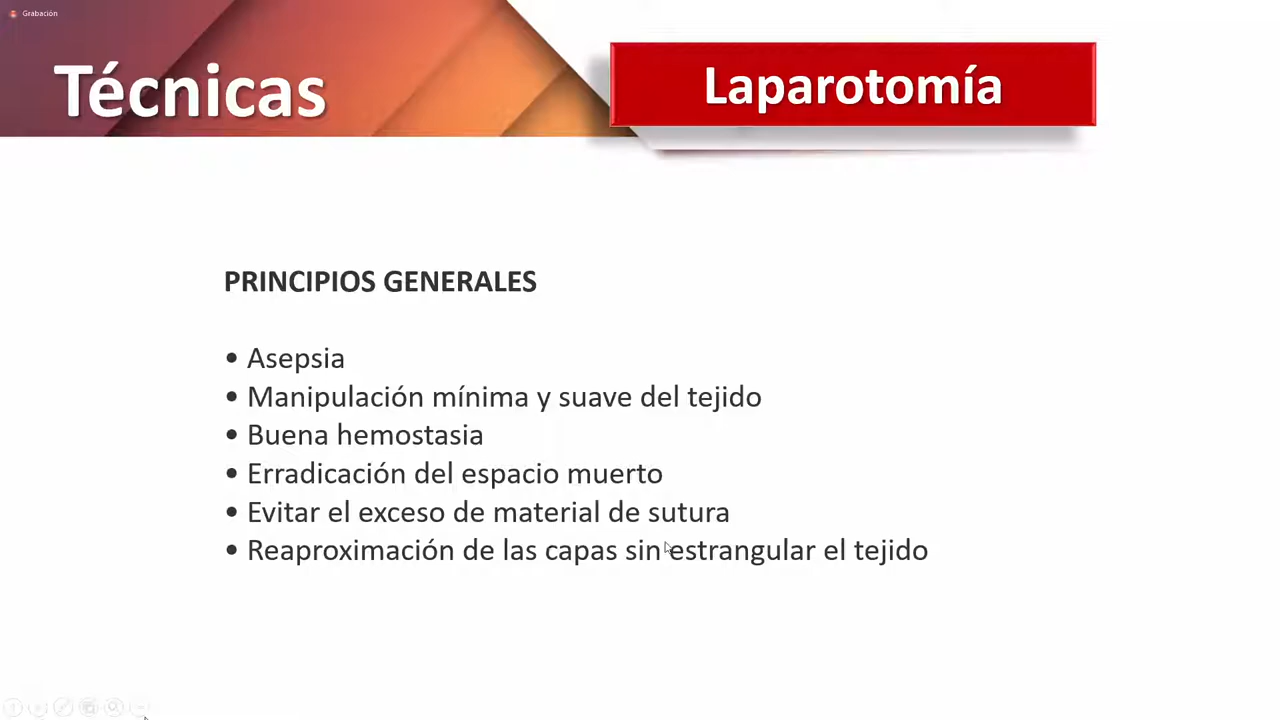 Grabación
Técnicas
Laparotomía
PRINCIPIOS GENERALES
• Asepsia
• Manipulación mínima y suave del tejido
• Buena hemostasia
• Erradicación del espacio muerto
• Evitar el exceso de material de sutura
• Reaproximación de las capas sin estrangular el tejido